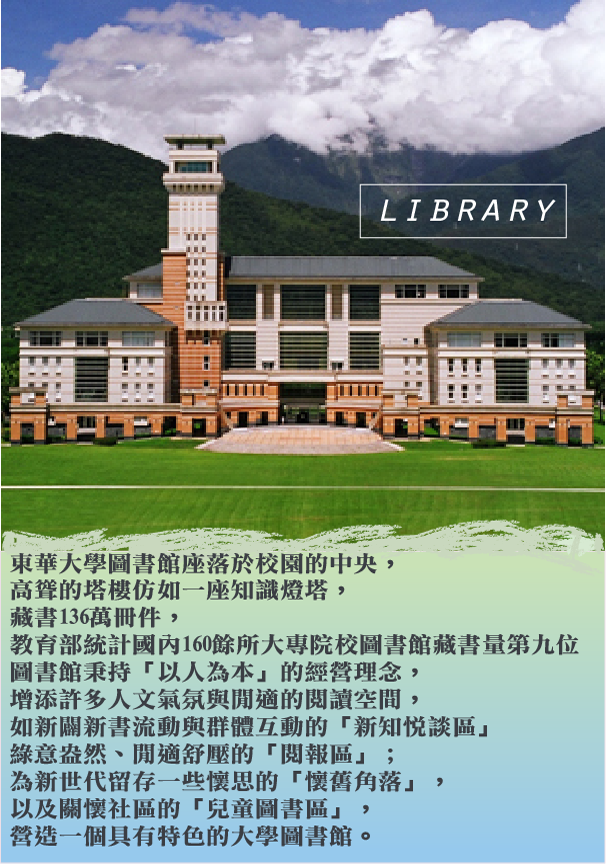 LIBRARY
東華大學圖書館座落於校園的中央，
高聳的塔樓仿如一座知識燈塔，
藏書136萬冊件，
教育部統計國內160餘所大專院校圖書館藏書量第九位
圖書館秉持「以人為本」的經營理念，
增添許多人文氣氛與閒適的閱讀空間，
如新闢新書流動與群體互動的「新知悅談區」
綠意盎然、閒適舒壓的「閱報區」；
為新世代留存一些懷思的「懷舊角落」，
以及關懷社區的「兒童圖書區」，
營造一個具有特色的大學圖書館。